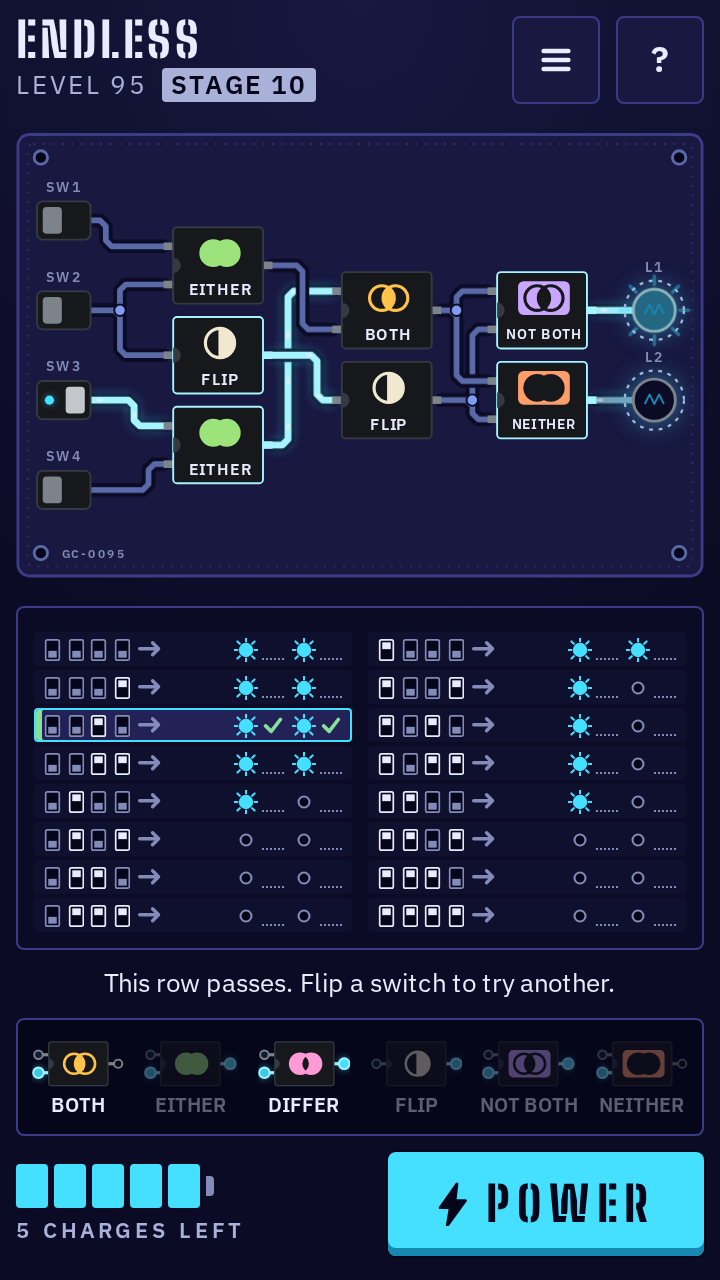 ENDLESS
LEVEL 95 STAGE 10
?
SW1
SW2
SW3
SW4
EITHER
FLIP
EITHER
BOTH
FLIP
NOT BOTH
NEITHER
L1
L2
GC-0095
This row passes. Flip a switch to try another.
BOTH EITHER DIFFER FLIP NOT BOTH NEITHER
5 CHARGES LEFT
POWER